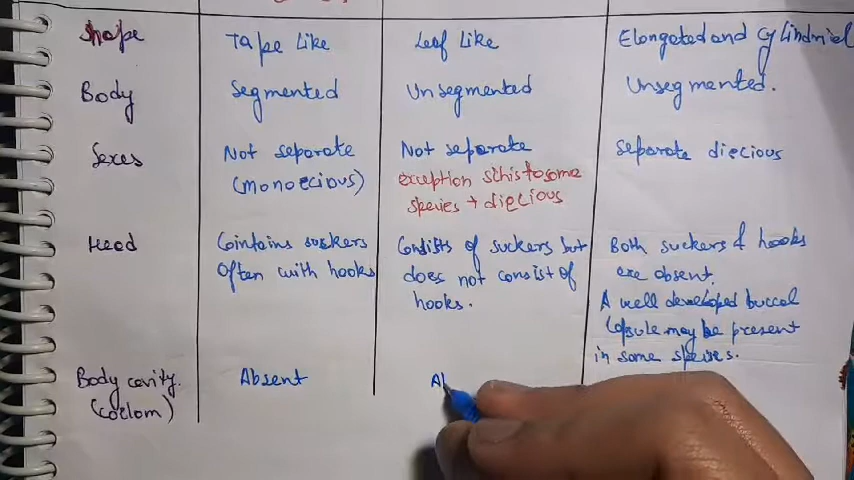 Shape Tape Like Leaf Like Elongated and cylindrical
Body Segmented Unsegmented Unsegmented.
Sexes Not separate Not separate separate diecious
(monoecious) exception schistosoma
species → diecious
Head Contains suckers Consists of suckers but Both suckers & hooks
often with hooks does not consist of are absent.
hooks. A well developed buccal
Capsule may be present
in some species.
Body cavity. Absent A
(coelom)